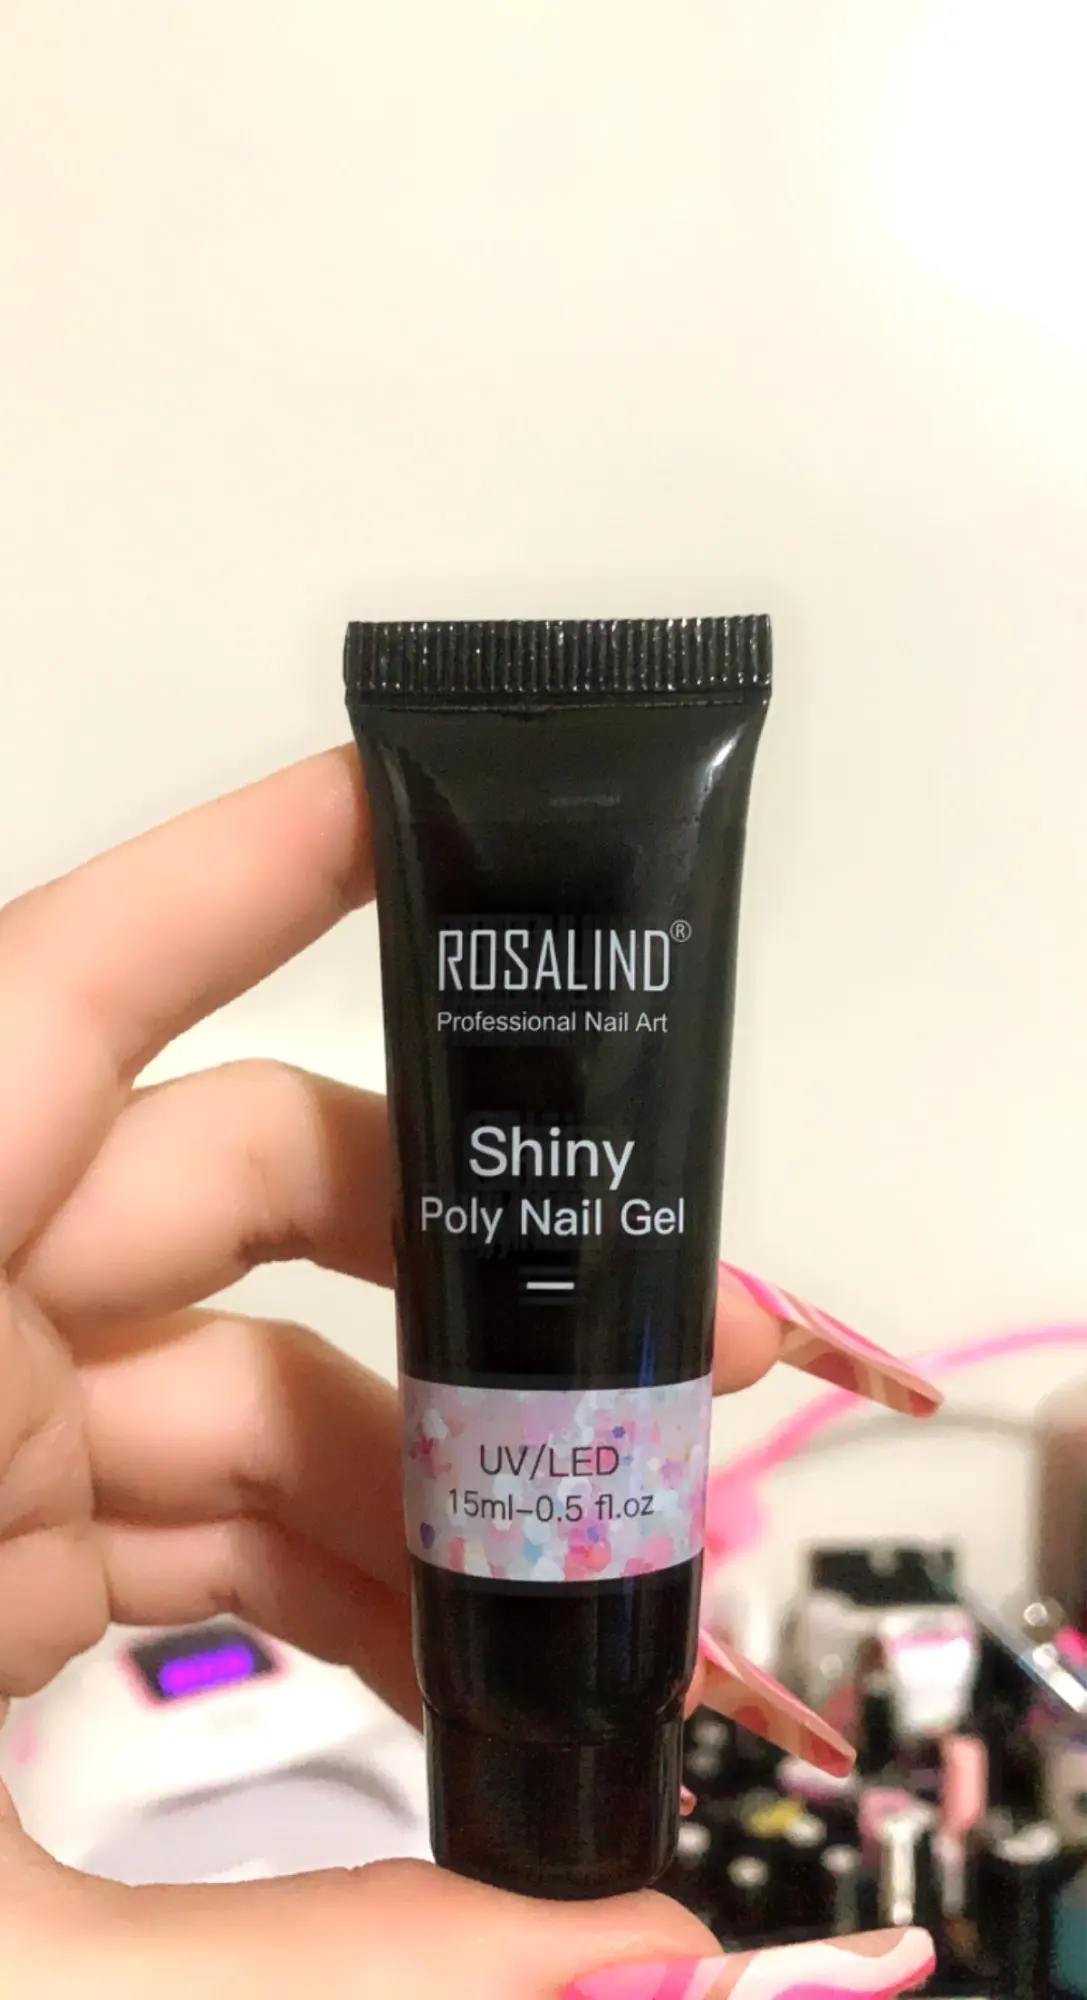 ROSALIND®
Professional Nail Art
Shiny
Poly Nail Gel
UV/LED
15ml-0.5 fl.oz